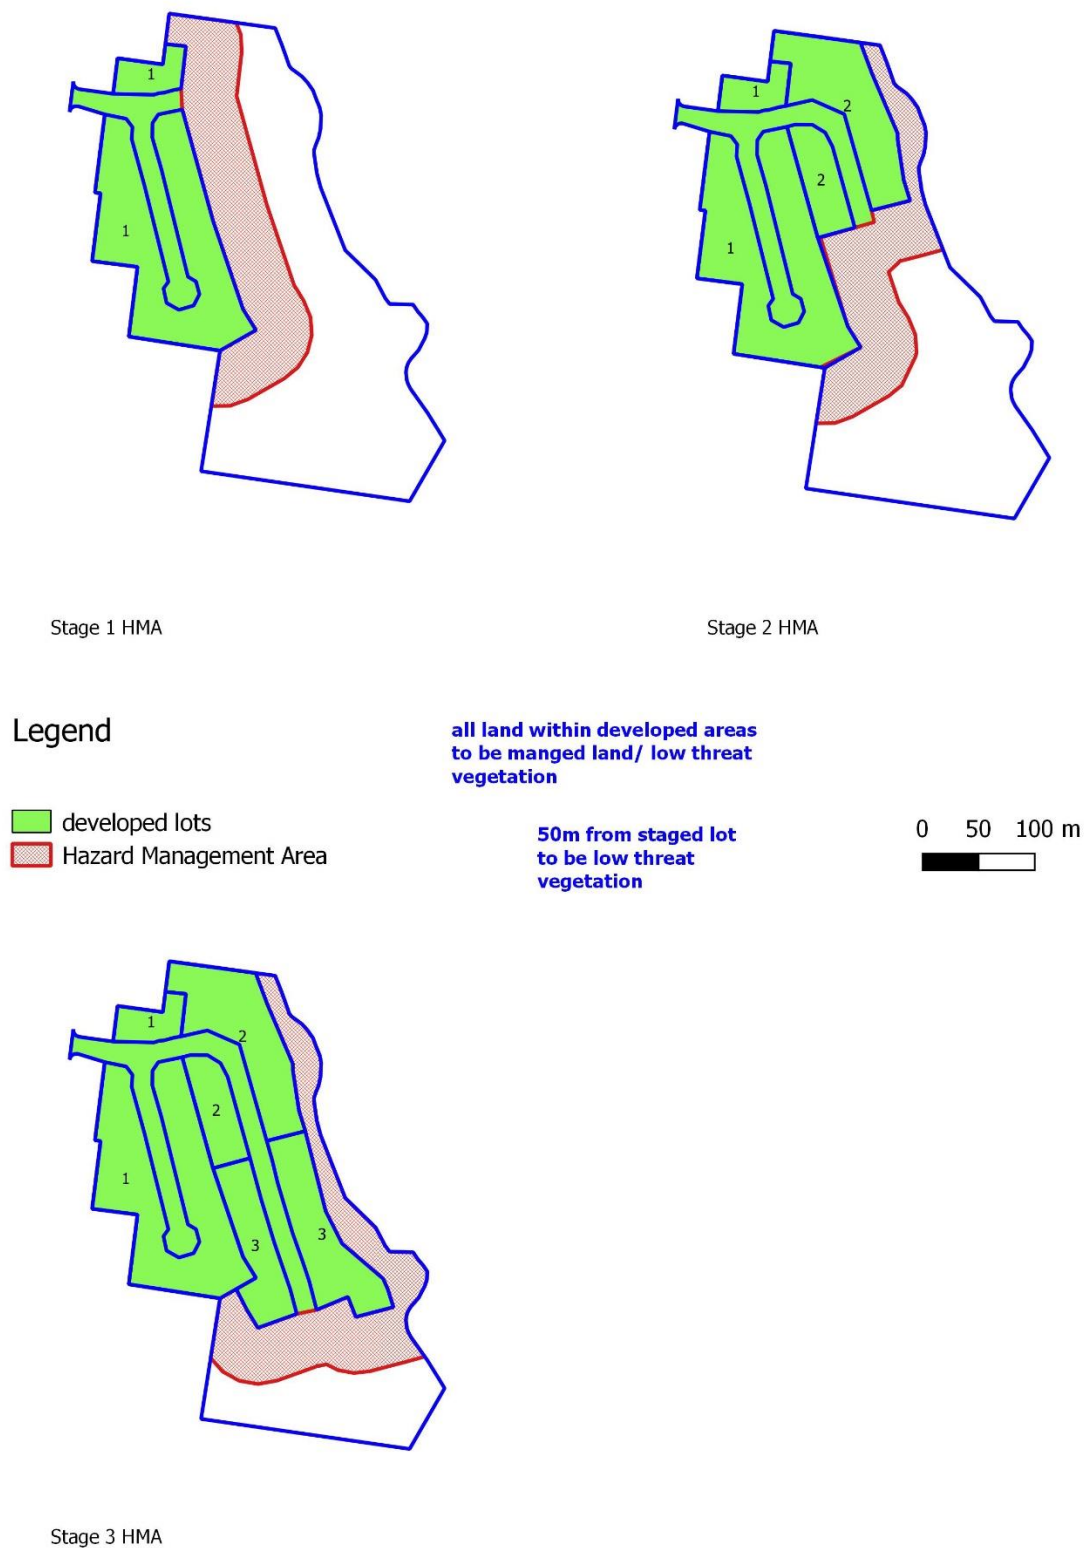 1
1
2
1
2
1
Stage 1 HMA
Stage 2 HMA
Legend
all land within developed areas
to be manged land/ low threat
vegetation
developed lots
Hazard Management Area
50m from staged lot
to be low threat
vegetation
0 50 100 m
1
2
2
1
3
3
Stage 3 HMA